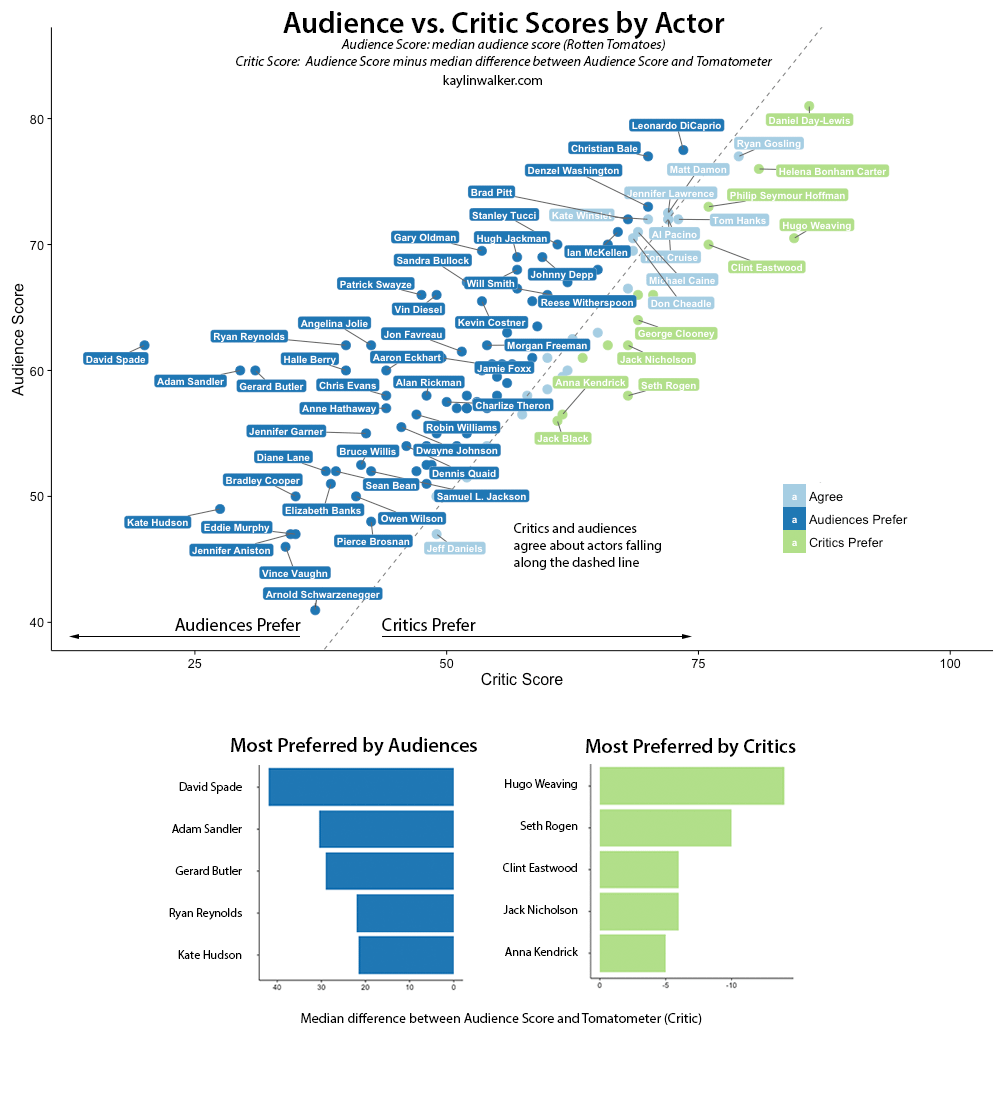 Audience vs. Critic Scores by Actor
Audience Score: median audience score (Rotten Tomatoes)
Critic Score: Audience Score minus median difference between Audience Score and Tomatometer
kaylinwalker.com
Audience Score
80
70
60
50
40
Leonardo DiCaprio
Daniel Day-Lewis
Christian Bale
Ryan Gosling
Denzel Washington
Matt Damon
Helena Bonham Carter
Brad Pitt
Jennifer Lawrence
Philip Seymour Hoffman
Stanley Tucci
Kate Winslet
Tom Hanks
Hugo Weaving
Gary Oldman
Hugh Jackman
Al Pacino
Sandra Bullock
Ian McKellen
Tom Cruise
Clint Eastwood
Patrick Swayze
Will Smith
Johnny Depp
Michael Caine
Vin Diesel
Reese Witherspoon
Don Cheadle
Angelina Jolie
Kevin Costner
Ryan Reynolds
Jon Favreau
George Clooney
David Spade
Halle Berry
Aaron Eckhart
Morgan Freeman
Jack Nicholson
Jamie Foxx
Adam Sandler
Gerard Butler
Chris Evans
Alan Rickman
Anna Kendrick
Seth Rogen
Anne Hathaway
Charlize Theron
Jennifer Garner
Robin Williams
Jack Black
Diane Lane
Bruce Willis
Dwayne Johnson
Bradley Cooper
Sean Bean
Dennis Quaid
Elizabeth Banks
Samuel L. Jackson
Kate Hudson
Eddie Murphy
Owen Wilson
Jennifer Aniston
Pierce Brosnan
Jeff Daniels
Vince Vaughn
Arnold Schwarzenegger
Critics and audiences
agree about actors falling
along the dashed line
a Agree
a Audiences Prefer
a Critics Prefer
Audiences Prefer
Critics Prefer
25 50 75 100
Critic Score
Most Preferred by Audiences
David Spade
Adam Sandler
Gerard Butler
Ryan Reynolds
Kate Hudson
40 30 20 10 0
Most Preferred by Critics
Hugo Weaving
Seth Rogen
Clint Eastwood
Jack Nicholson
Anna Kendrick
0 -5 -10
Median difference between Audience Score and Tomatometer (Critic)